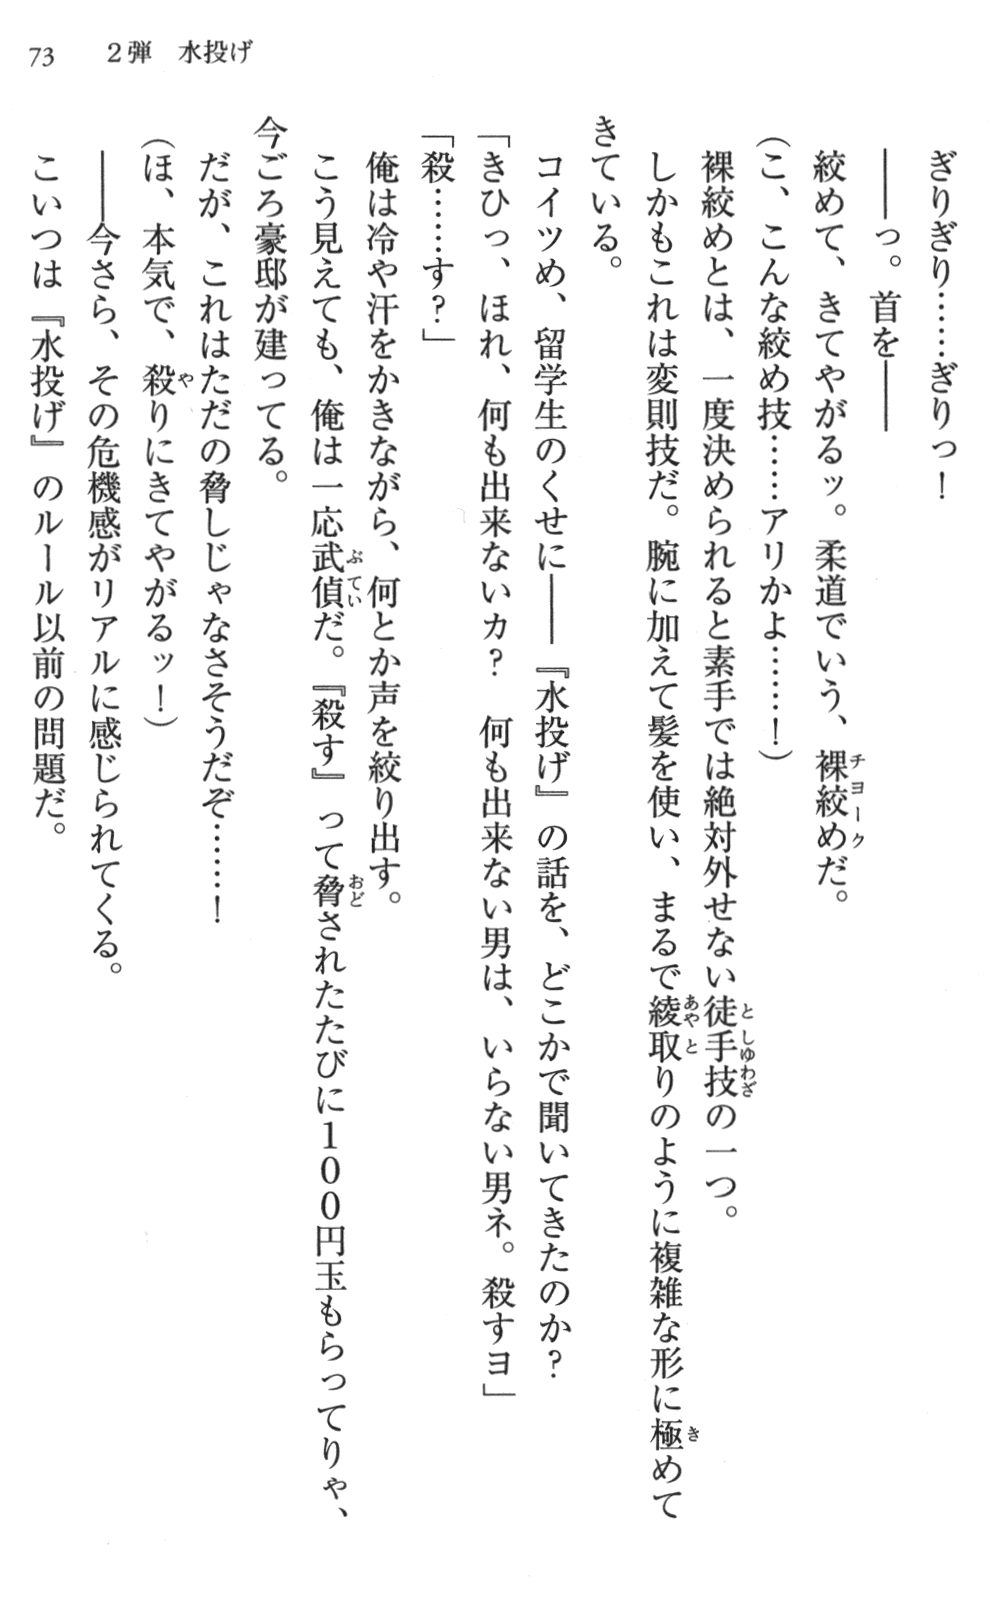 73　２弾　水投げ
ぎりぎり……ぎりっ！
――っ。首を――
絞めて、きてやがるッ。柔道でいう、裸絞めだ。
（こ、こんな絞め技……アリかよ……！）
裸絞めとは、一度決められると素手では絶対外せない徒手技の一つ。
しかもこれは変則技だ。腕に加えて髪を使い、まるで綾取りのように複雑な形に極めて
きている。
コイツめ、留学生のくせに――『水投げ』の話を、どこかで聞いてきたのか？
「きひっ、ほれ、何も出来ないカ？　何も出来ない男は、いらない男ネ。殺すヨ」
「殺……す？」
俺は冷や汗をかきながら、何とか声を絞り出す。
こう見えても、俺は一応武偵だ。『殺す』って脅されたたびに１００円玉もらってりゃ、
今ごろ豪邸が建ってる。
だが、これはただの脅しじゃなさそうだぞ……！
（ほ、本気で、殺りにきてやがるッ！）
――今さら、その危機感がリアルに感じられてくる。
こいつは『水投げ』のルール以前の問題だ。